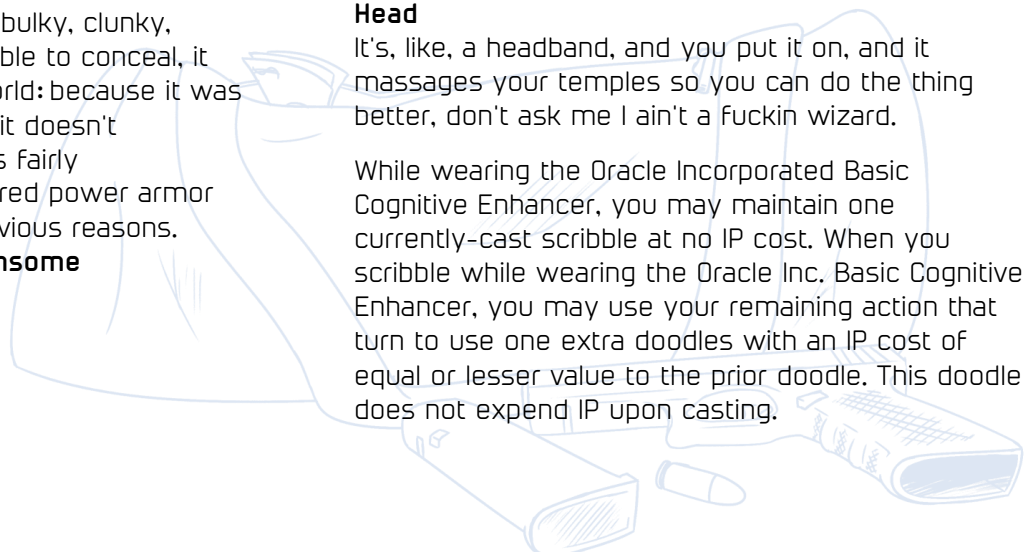 bulky, clunky,
ble to conceal, it
orld: because it was
it doesn't
s fairly
red power armor
vious reasons.
nsome
Head
It's, like, a headband, and you put it on, and it
massages your temples so you can do the thing
better, don't ask me I ain't a fuckin wizard.
While wearing the Oracle Incorporated Basic
Cognitive Enhancer, you may maintain one
currently-cast scribble at no IP cost. When you
scribble while wearing the Oracle Inc. Basic Cognitive
Enhancer, you may use your remaining action that
turn to use one extra doodles with an IP cost of
equal or lesser value to the prior doodle. This doodle
does not expend IP upon casting.